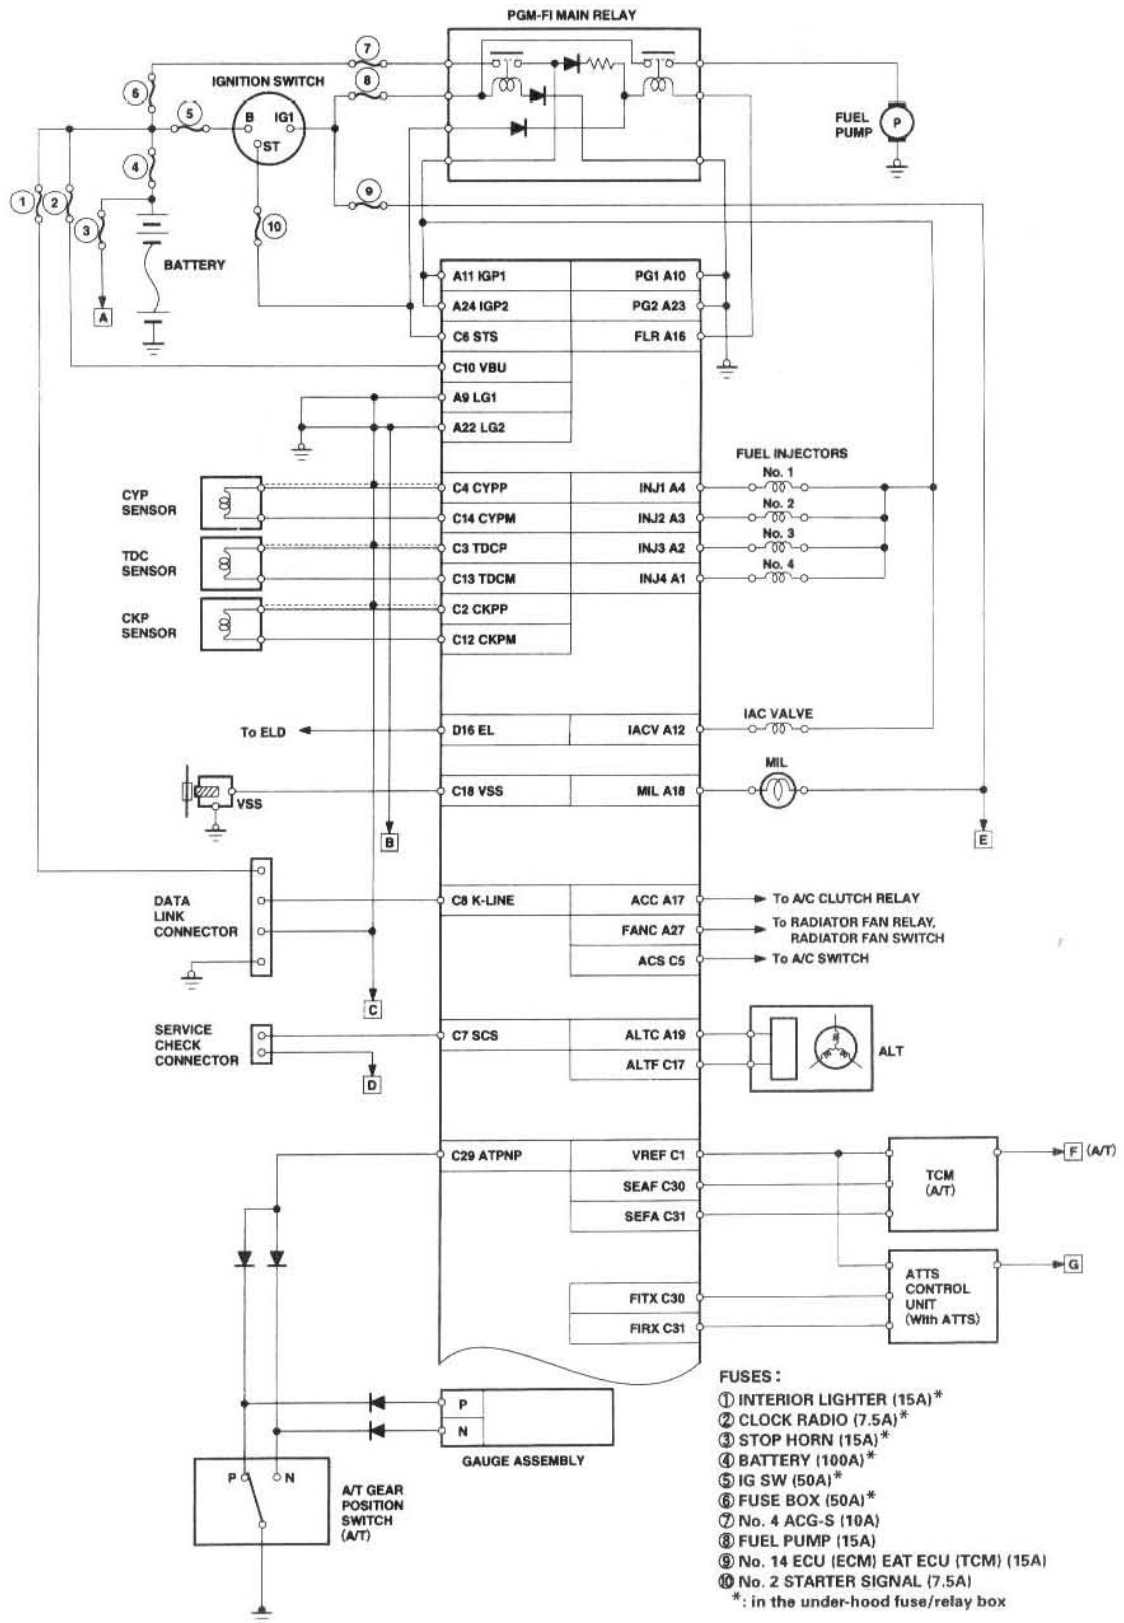 PGM-FI MAIN RELAY
7
IGNITION SWITCH
8
6
5
B
IG1
ST
FUEL
PUMP
P
4
9
1
2
3
10
BATTERY
A
A11 IGP1
PG1 A10
A24 IGP2
PG2 A23
C6 STS
FLR A16
C10 VBU
A9 LG1
A22 LG2
FUEL INJECTORS
No. 1
CYP
SENSOR
C4 CYPP
INJ1 A4
No. 2
C14 CYPM
INJ2 A3
No. 3
TDC
SENSOR
C3 TDCP
INJ3 A2
No. 4
C13 TDCM
INJ4 A1
CKP
SENSOR
C2 CKPP
C12 CKPM
IAC VALVE
To ELD
D16 EL
IACV A12
MIL
C18 VSS
MIL A18
VSS
B
E
DATA
LINK
CONNECTOR
C8 K-LINE
ACC A17
To A/C CLUTCH RELAY
FANC A27
To RADIATOR FAN RELAY,
RADIATOR FAN SWITCH
ACS C5
To A/C SWITCH
C
SERVICE
CHECK
CONNECTOR
C7 SCS
ALTC A19
ALTF C17
ALT
D
C29 ATPNP
VREF C1
TCM
(A/T)
F (A/T)
SEAF C30
SEFA C31
ATTS
CONTROL
UNIT
(With ATTS)
G
FITX C30
FIRX C31
P
N
GAUGE ASSEMBLY
P
N
A/T GEAR
POSITION
SWITCH
(A/T)
FUSES :
① INTERIOR LIGHTER (15A)*
② CLOCK RADIO (7.5A)*
③ STOP HORN (15A)*
④ BATTERY (100A)*
⑤ IG SW (50A)*
⑥ FUSE BOX (50A)*
⑦ No. 4 ACG-S (10A)
⑧ FUEL PUMP (15A)
⑨ No. 14 ECU (ECM) EAT ECU (TCM) (15A)
⑩ No. 2 STARTER SIGNAL (7.5A)
*: in the under-hood fuse/relay box